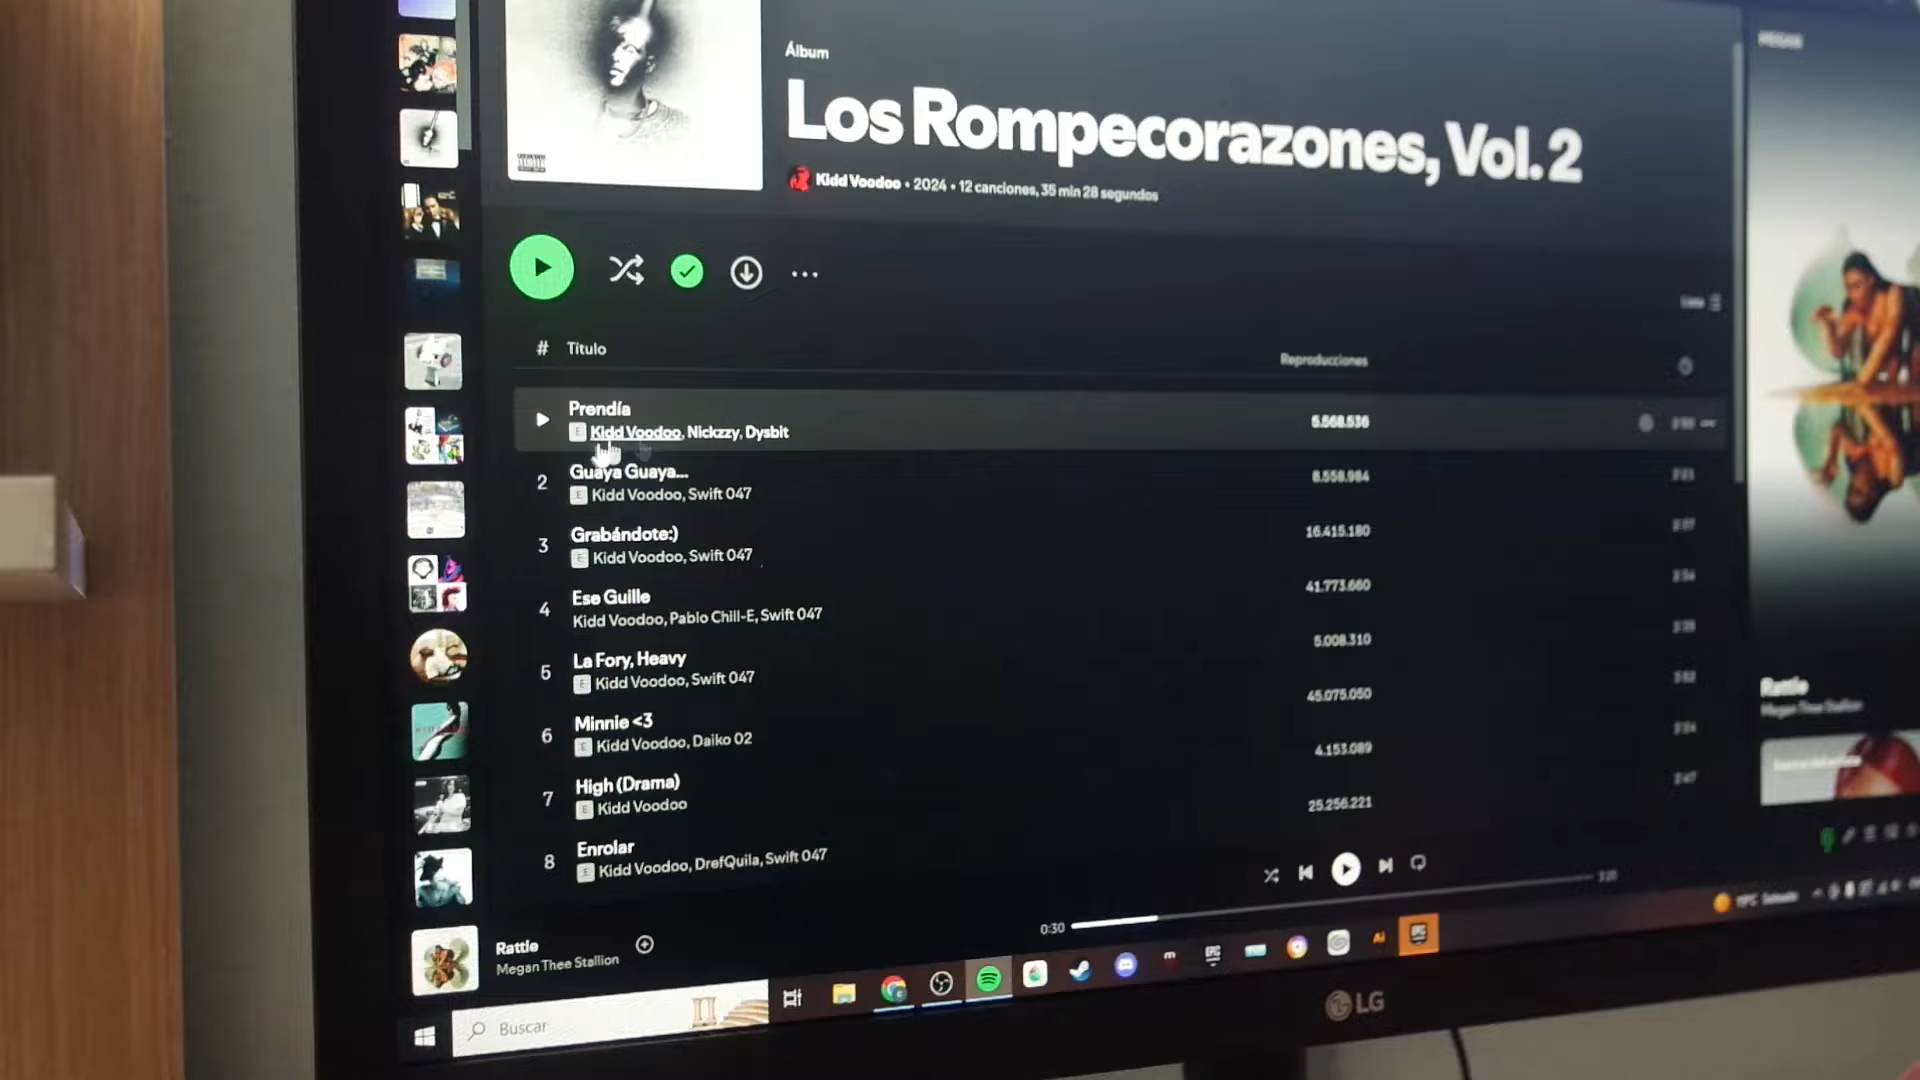 Álbum
Los Rompecorazones, Vol. 2
Kidd Voodoo • 2024 • 12 canciones, 35 min 28 segundos
Lista
# Título Reproducciones
Prendía
E Kidd Voodoo, Nickzzy, Dysbit
5.568.536
2 Guaya Guaya...
E Kidd Voodoo, Swift 047
8.558.984
3 Grabándote:)
E Kidd Voodoo, Swift 047
16.415.180
4 Ese Guille
Kidd Voodoo, Pablo Chill-E, Swift 047
41.773.660
5 La Fory, Heavy
E Kidd Voodoo, Swift 047
5.008.310
6 Minnie <3
E Kidd Voodoo, Daiko 02
45.075.050
7 High (Drama)
E Kidd Voodoo
4.153.089
8 Enrolar
E Kidd Voodoo, DrefQuila, Swift 047
25.256.221
Rattle
Megan Thee Stallion
Rattle
Megan Thee Stallion
0:30
Buscar
Ai
LG